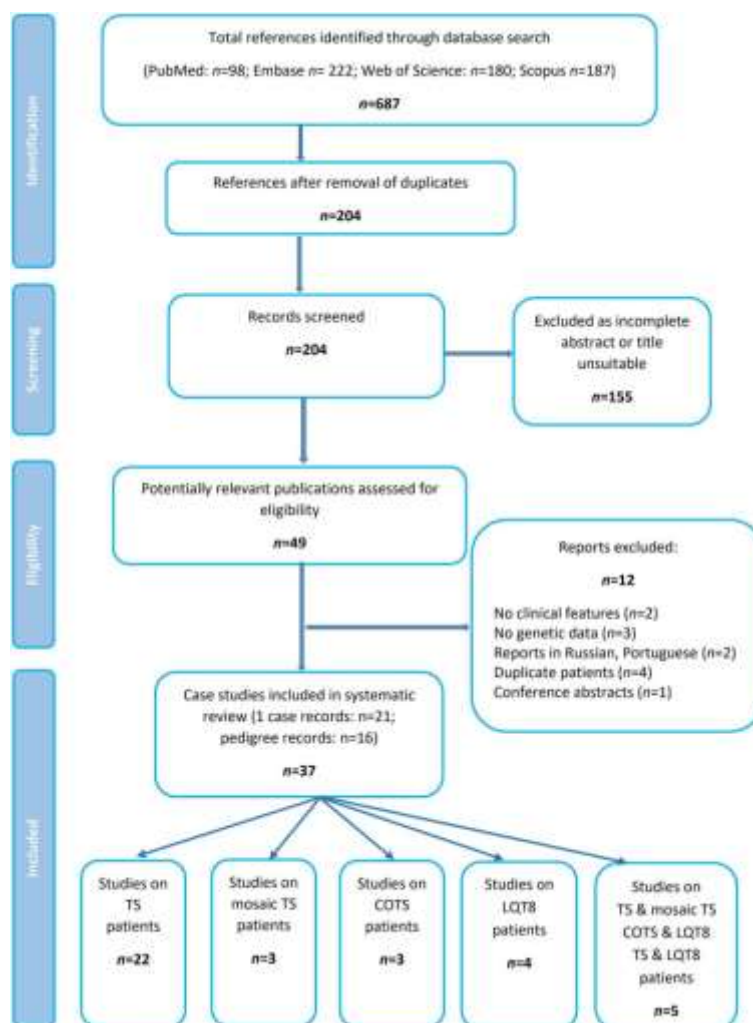 Identification
Total references identified through database search
(PubMed: n=98; Embase n= 222; Web of Science: n=180; Scopus n=187)
n=687
References after removal of duplicates
n=204
Screening
Records screened
n=204
Excluded as incomplete
abstract or title
unsuitable
n=155
Eligibility
Potentially relevant publications assessed for
eligibility
n=49
Reports excluded:
n=12
No clinical features (n=2)
No genetic data (n=3)
Reports in Russian, Portuguese (n=2)
Duplicate patients (n=4)
Conference abstracts (n=1)
Included
Case studies included in systematic
review (1 case records: n=21;
pedigree records: n=16)
n=37
Studies on
TS
patients
n=22
Studies on
mosaic TS
patients
n=3
Studies on
COTS
patients
n=3
Studies on
LQT8
patients
n=4
Studies on
TS & mosaic TS
COTS & LQT8
TS & LQT8
patients
n=5